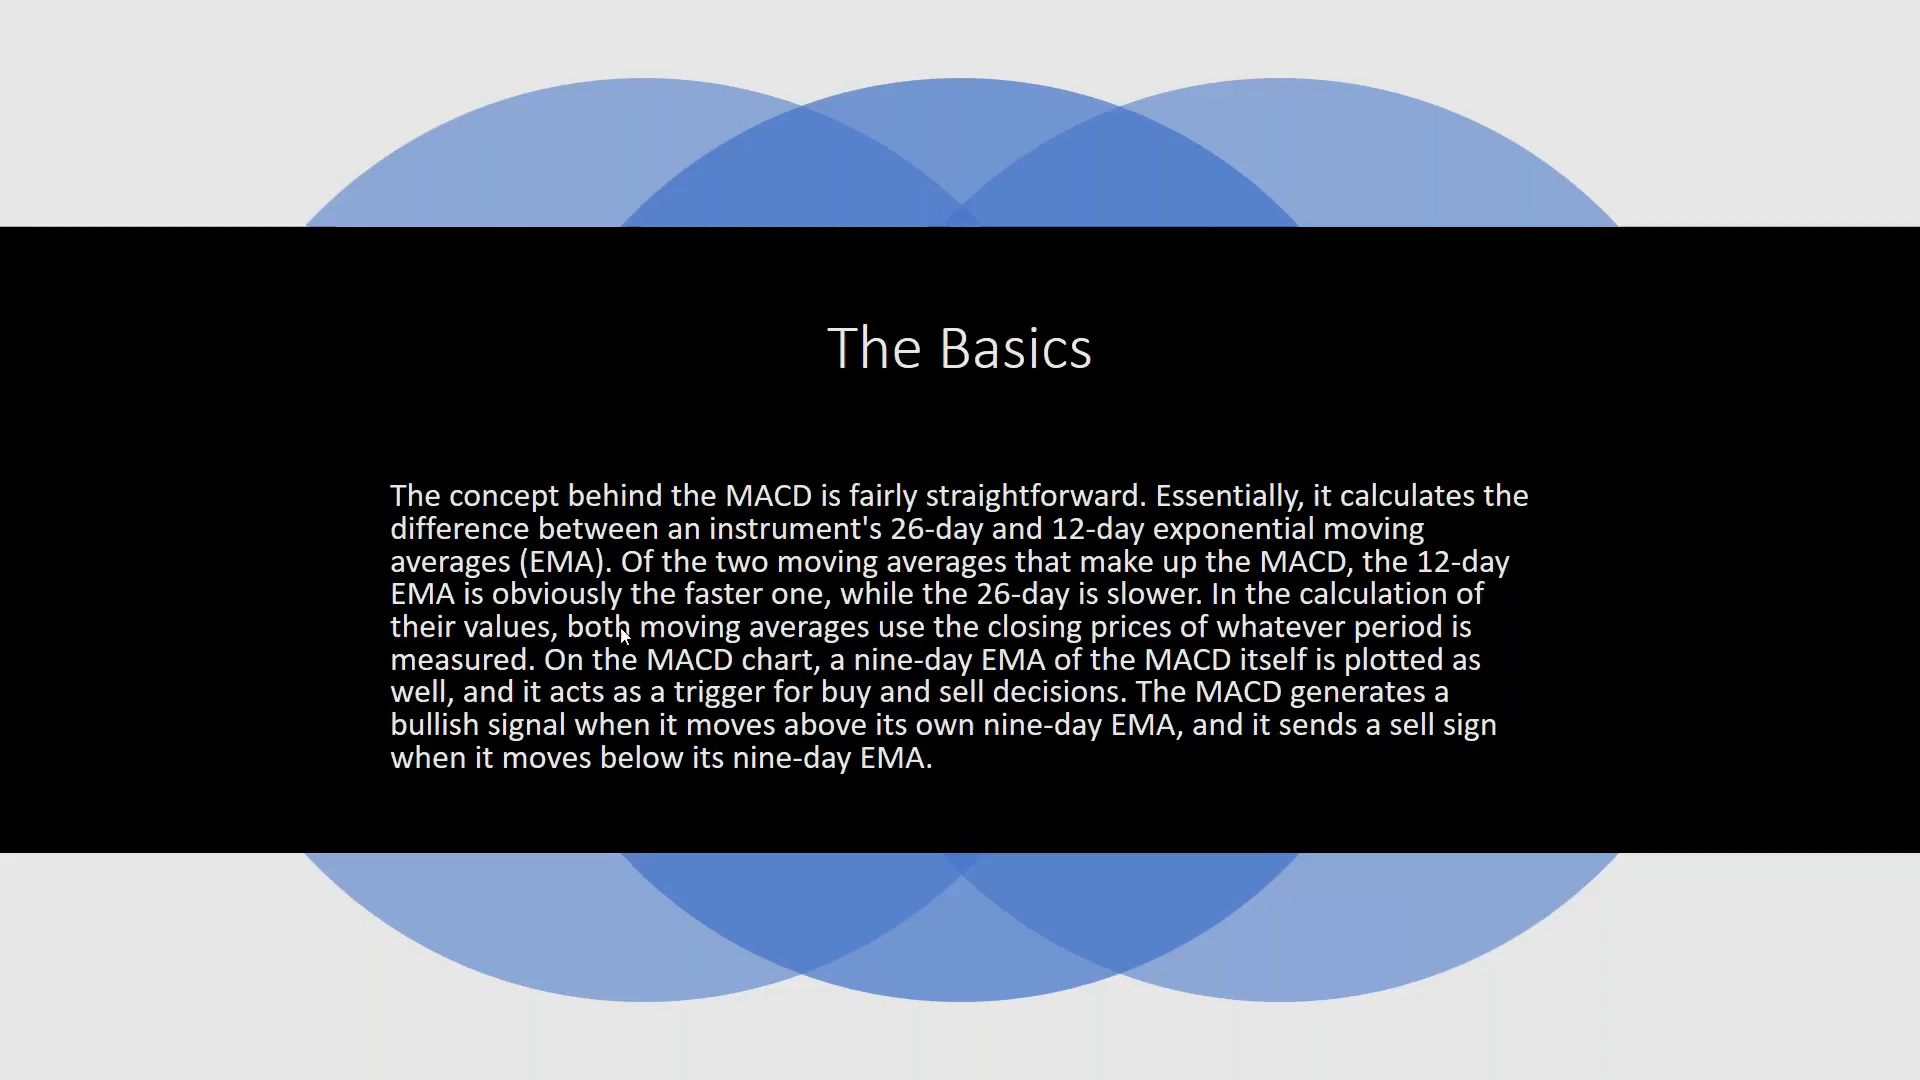 The Basics
The concept behind the MACD is fairly straightforward. Essentially, it calculates the
difference between an instrument's 26-day and 12-day exponential moving
averages (EMA). Of the two moving averages that make up the MACD, the 12-day
EMA is obviously the faster one, while the 26-day is slower. In the calculation of
their values, both moving averages use the closing prices of whatever period is
measured. On the MACD chart, a nine-day EMA of the MACD itself is plotted as
well, and it acts as a trigger for buy and sell decisions. The MACD generates a
bullish signal when it moves above its own nine-day EMA, and it sends a sell sign
when it moves below its nine-day EMA.